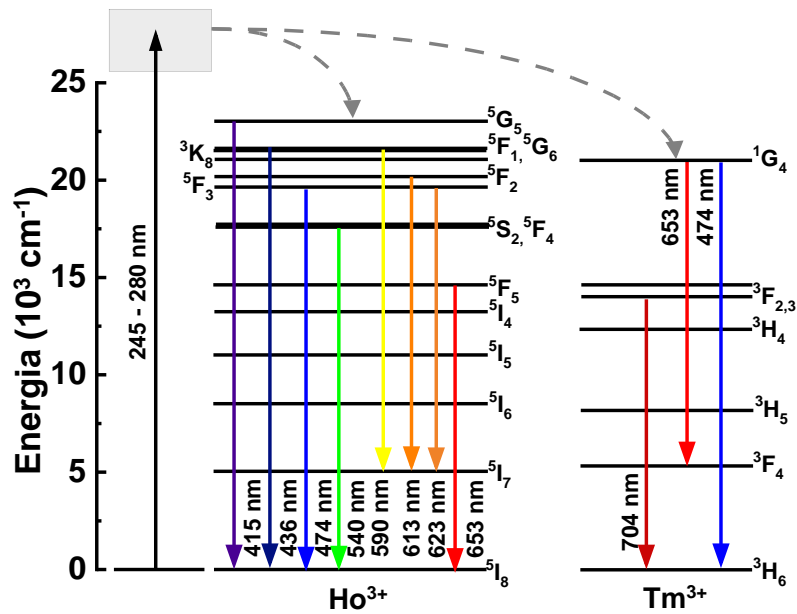 Energia (10³ cm⁻¹)
25
20
15
10
5
0
245 - 280 nm
⁵G₅
⁵F₁, ⁵G₆
³K₈
⁵F₂
⁵F₃
⁵S₂, ⁵F₄
⁵F₅
⁵I₄
⁵I₅
⁵I₆
⁵I₇
⁵I₈
415 nm
436 nm
474 nm
540 nm
590 nm
613 nm
623 nm
653 nm
Ho³⁺
¹G₄
653 nm
474 nm
³F₂,₃
³H₄
³H₅
³F₄
704 nm
³H₆
Tm³⁺